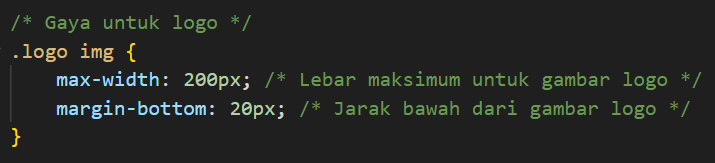 /* Gaya untuk logo */
.logo img {
    max-width: 200px; /* Lebar maksimum untuk gambar logo */
    margin-bottom: 20px; /* Jarak bawah dari gambar logo */
}